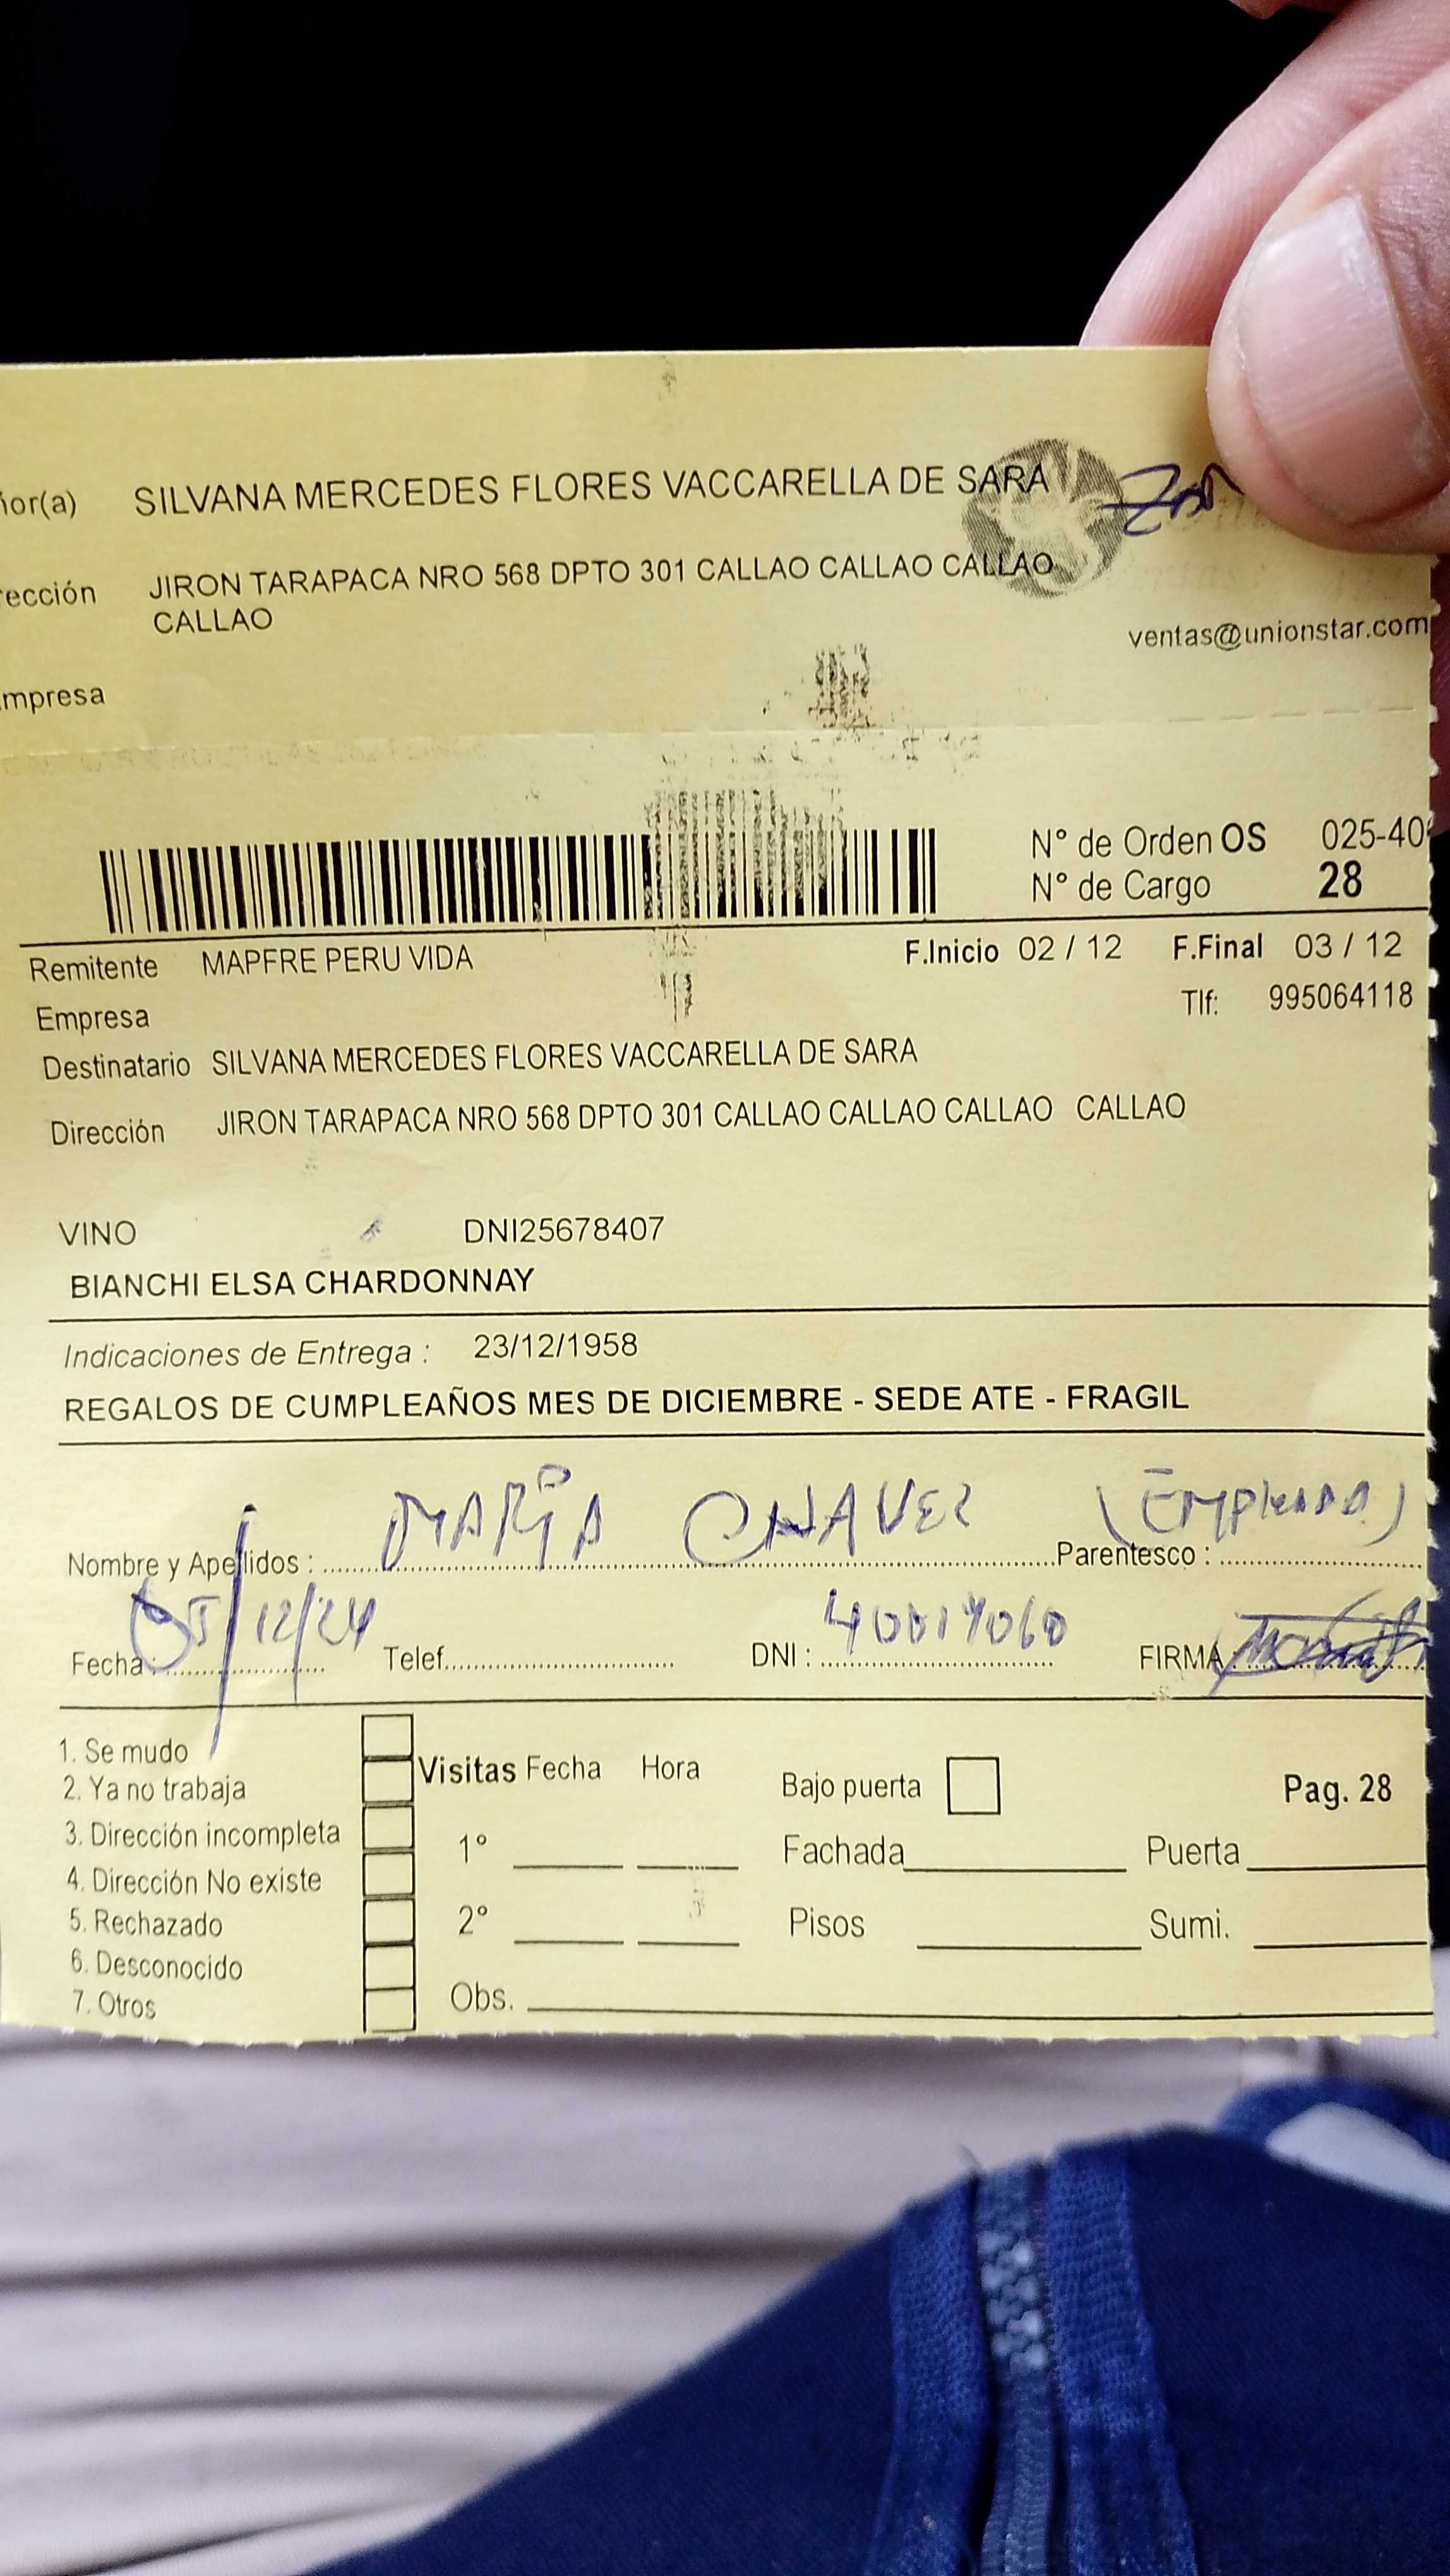 ñor(a) SILVANA MERCEDES FLORES VACCARELLA DE SARA
rección JIRON TARAPACA NRO 568 DPTO 301 CALLAO CALLAO CALLAO
CALLAO
ventas@unionstar.com
mpresa
N° de Orden OS 025-40
N° de Cargo 28
Remitente MAPFRE PERU VIDA F.Inicio 02 / 12 F.Final 03 / 12
Empresa Tlf: 995064118
Destinatario SILVANA MERCEDES FLORES VACCARELLA DE SARA
Dirección JIRON TARAPACA NRO 568 DPTO 301 CALLAO CALLAO CALLAO CALLAO
VINO DNI25678407
BIANCHI ELSA CHARDONNAY
Indicaciones de Entrega : 23/12/1958
REGALOS DE CUMPLEAÑOS MES DE DICIEMBRE - SEDE ATE - FRAGIL
Nombre y Apellidos : MARÍA CHAVEZ Parentesco : (EMPLEADA)
Fecha: 05/12/24 Telef. DNI : FIRMA :
1. Se mudo
2. Ya no trabaja
3. Dirección incompleta
4. Dirección No existe
5. Rechazado
6. Desconocido
7. Otros
Visitas Fecha Hora
1°
2°
Obs.
Bajo puerta Pag. 28
Fachada Puerta
Pisos Sumi.